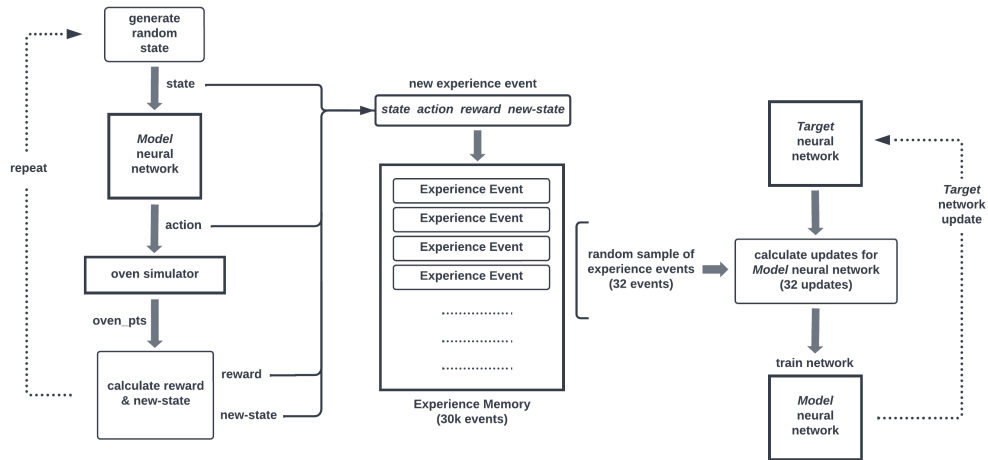 generate
random
state
state
Model
neural
network
repeat
action
oven simulator
oven_pts
calculate reward
& new-state
reward
new-state
new experience event
state action reward new-state
Experience Event
Experience Event
Experience Event
Experience Event
Experience Memory
(30k events)
random sample of
experience events
(32 events)
Target
neural
network
calculate updates for
Model neural network
(32 updates)
train network
Model
neural
network
Target
network
update